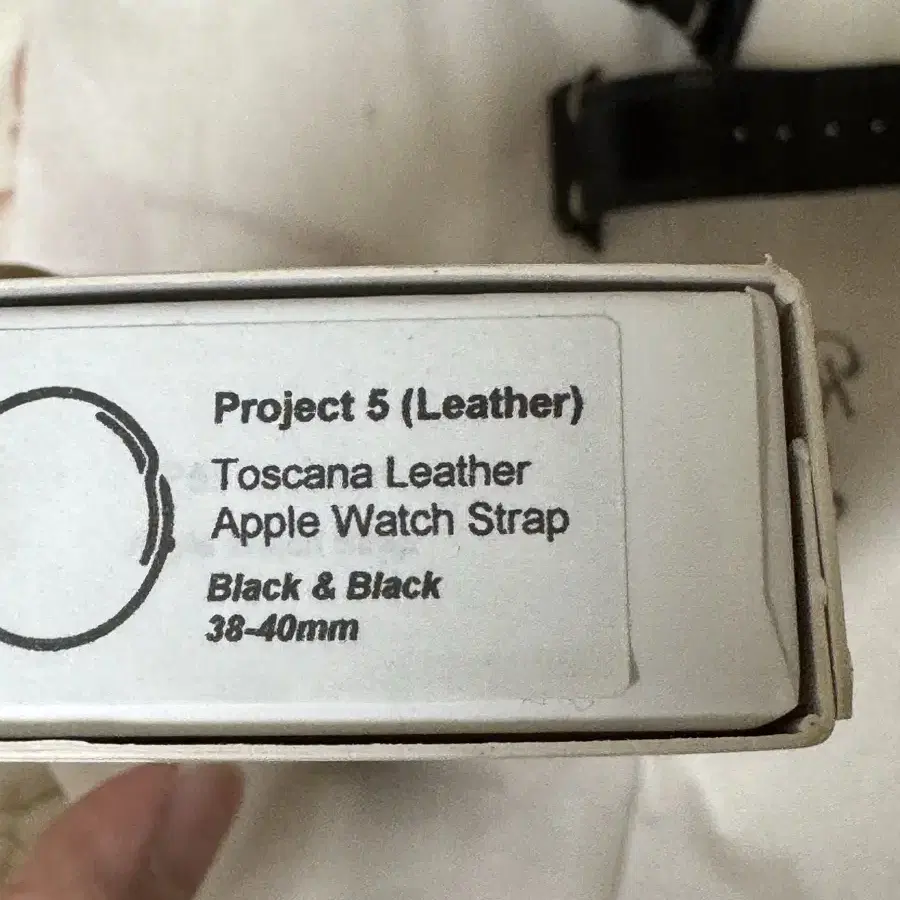 Project 5 (Leather)
Toscana Leather
Apple Watch Strap
Black & Black
38-40mm